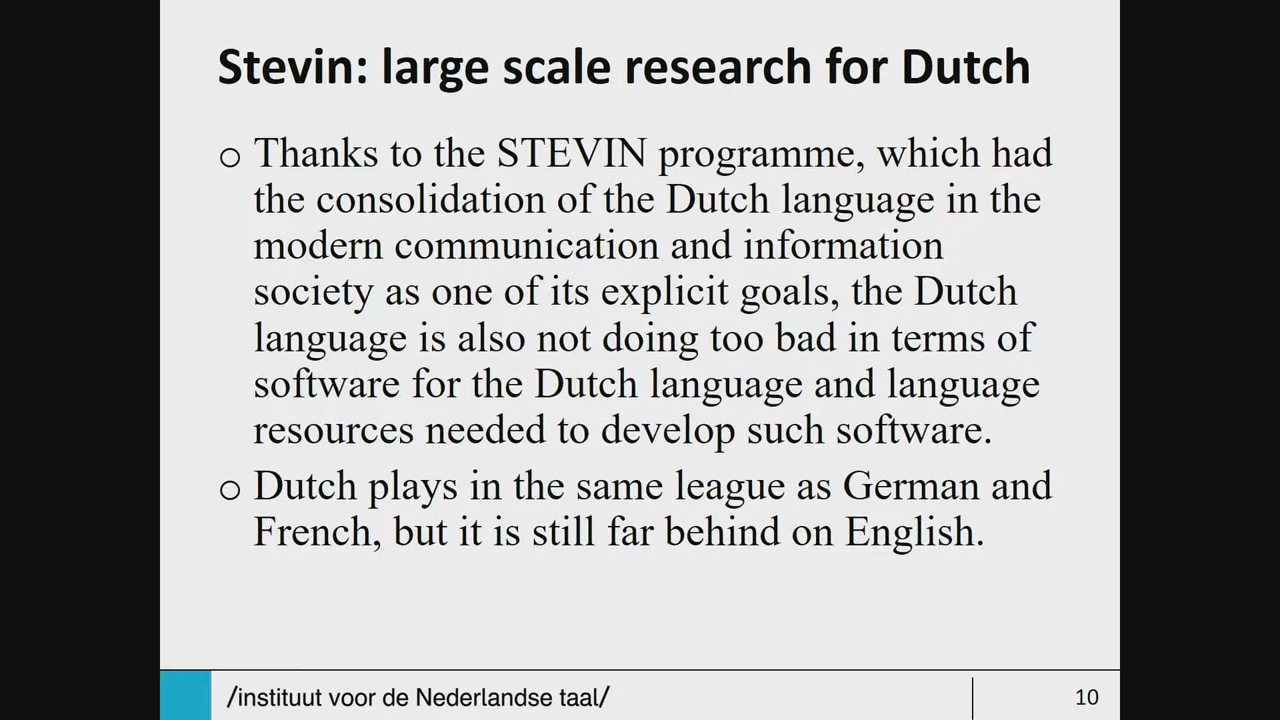 Stevin: large scale research for Dutch
Thanks to the STEVIN programme, which had
the consolidation of the Dutch language in the
modern communication and information
society as one of its explicit goals, the Dutch
language is also not doing too bad in terms of
software for the Dutch language and language
resources needed to develop such software.
Dutch plays in the same league as German and
French, but it is still far behind on English.
/instituut voor de Nederlandse taal/
10